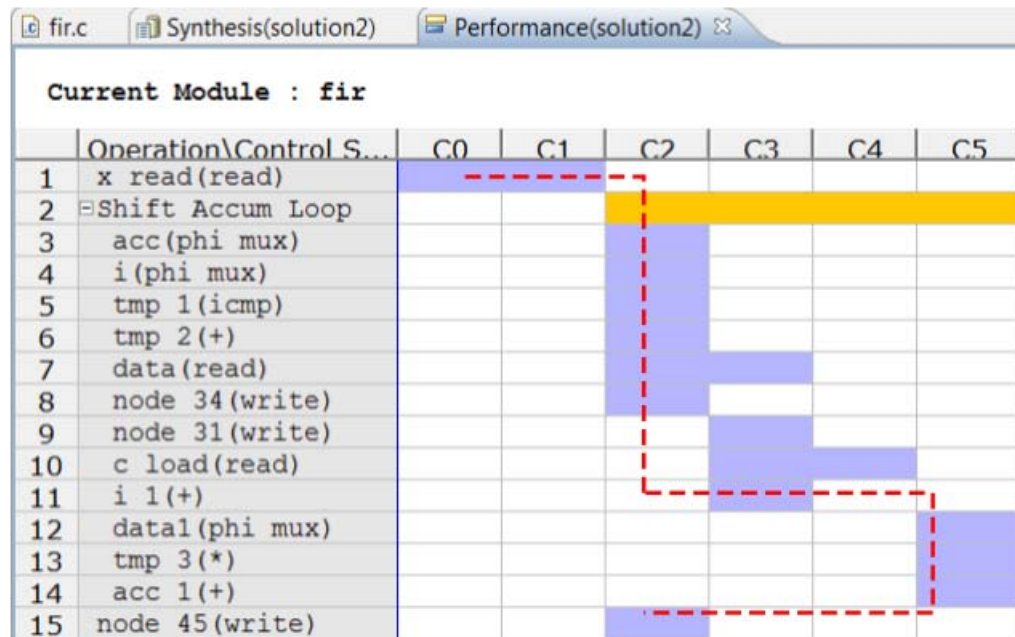 fir.c Synthesis(solution2) Performance(solution2)
Current Module : fir
Operation\Control S... C0 C1 C2 C3 C4 C5
1 x read(read)
2 Shift Accum Loop
3 acc(phi mux)
4 i(phi mux)
5 tmp 1(icmp)
6 tmp 2(+)
7 data(read)
8 node 34(write)
9 node 31(write)
10 c load(read)
11 i 1(+)
12 data1(phi mux)
13 tmp 3(*)
14 acc 1(+)
15 node 45(write)